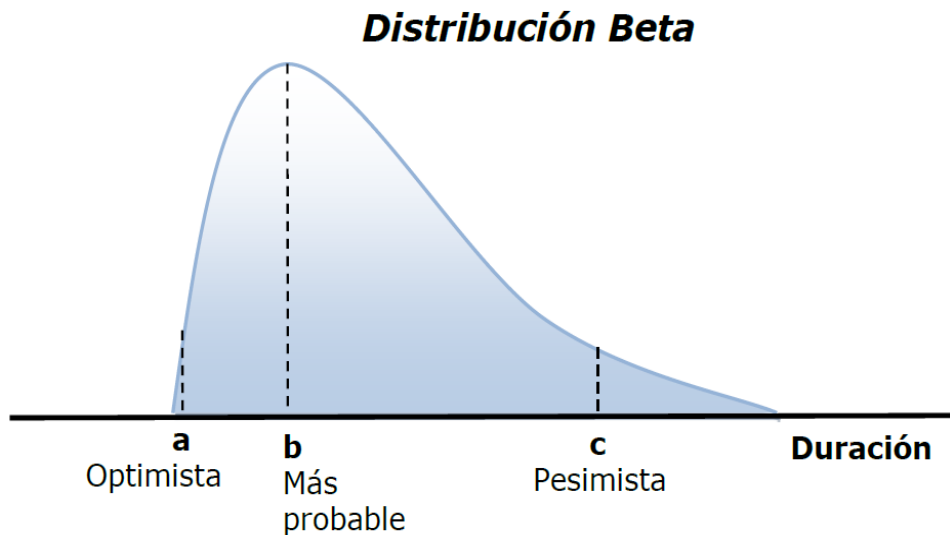 Distribución Beta
a
Optimista
b
Más
probable
c
Pesimista
Duración